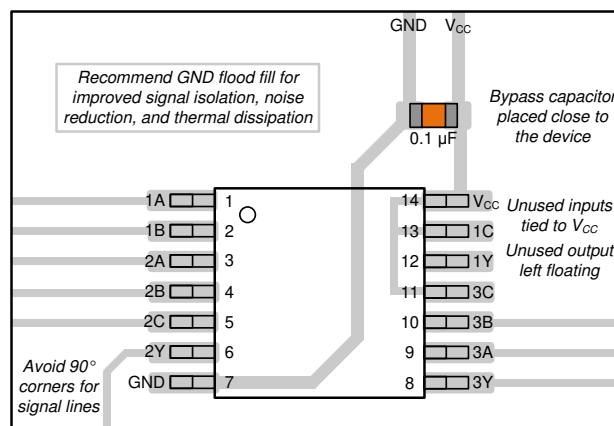 GND VCC
Recommend GND flood fill for
improved signal isolation, noise
reduction, and thermal dissipation
Bypass capacitor
placed close to
the device
0.1 µF
1A 1 14 VCC
Unused inputs
tied to VCC
1B 2 13 1C
Unused output
left floating
2A 3 12 1Y
2B 4 11 3C
2C 5 10 3B
2Y 6 9 3A
GND 7 8 3Y
Avoid 90°
corners for
signal lines